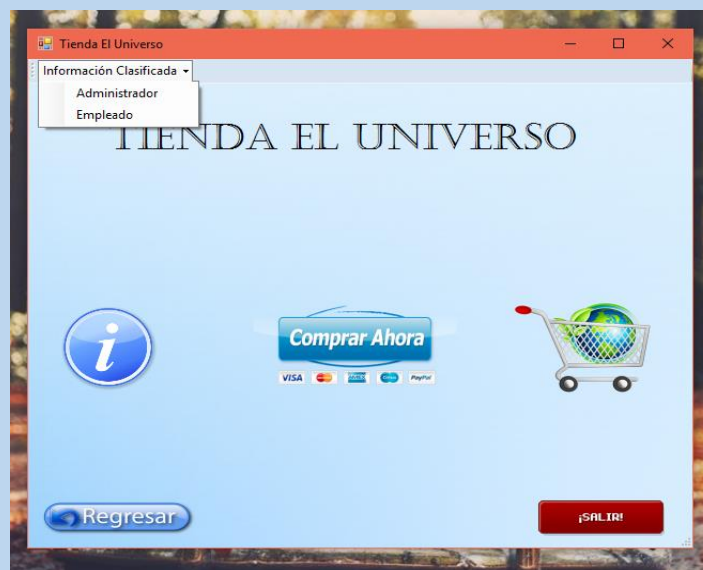 Tienda El Universo
Información Clasificada
Administrador
Empleado
TIENDA EL UNIVERSO
i
Comprar Ahora
VISA PayPal
Regresar
¡SALIR!